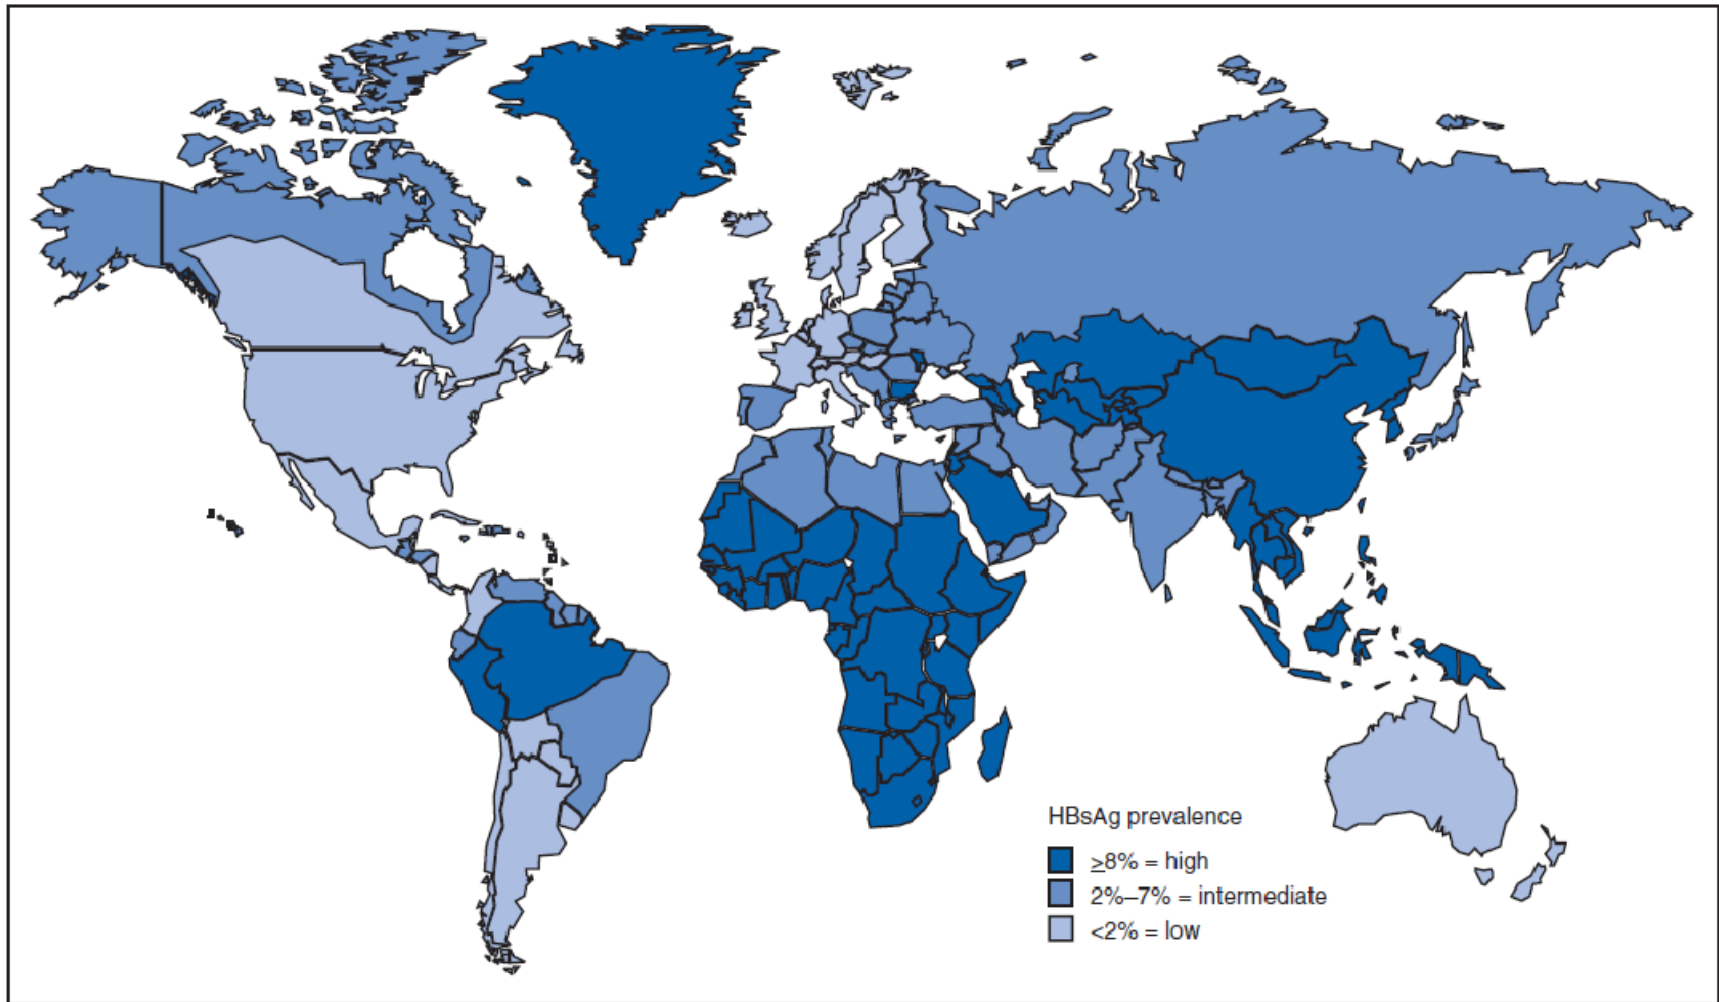 HBsAg prevalence
≥8% = high
2%–7% = intermediate
<2% = low